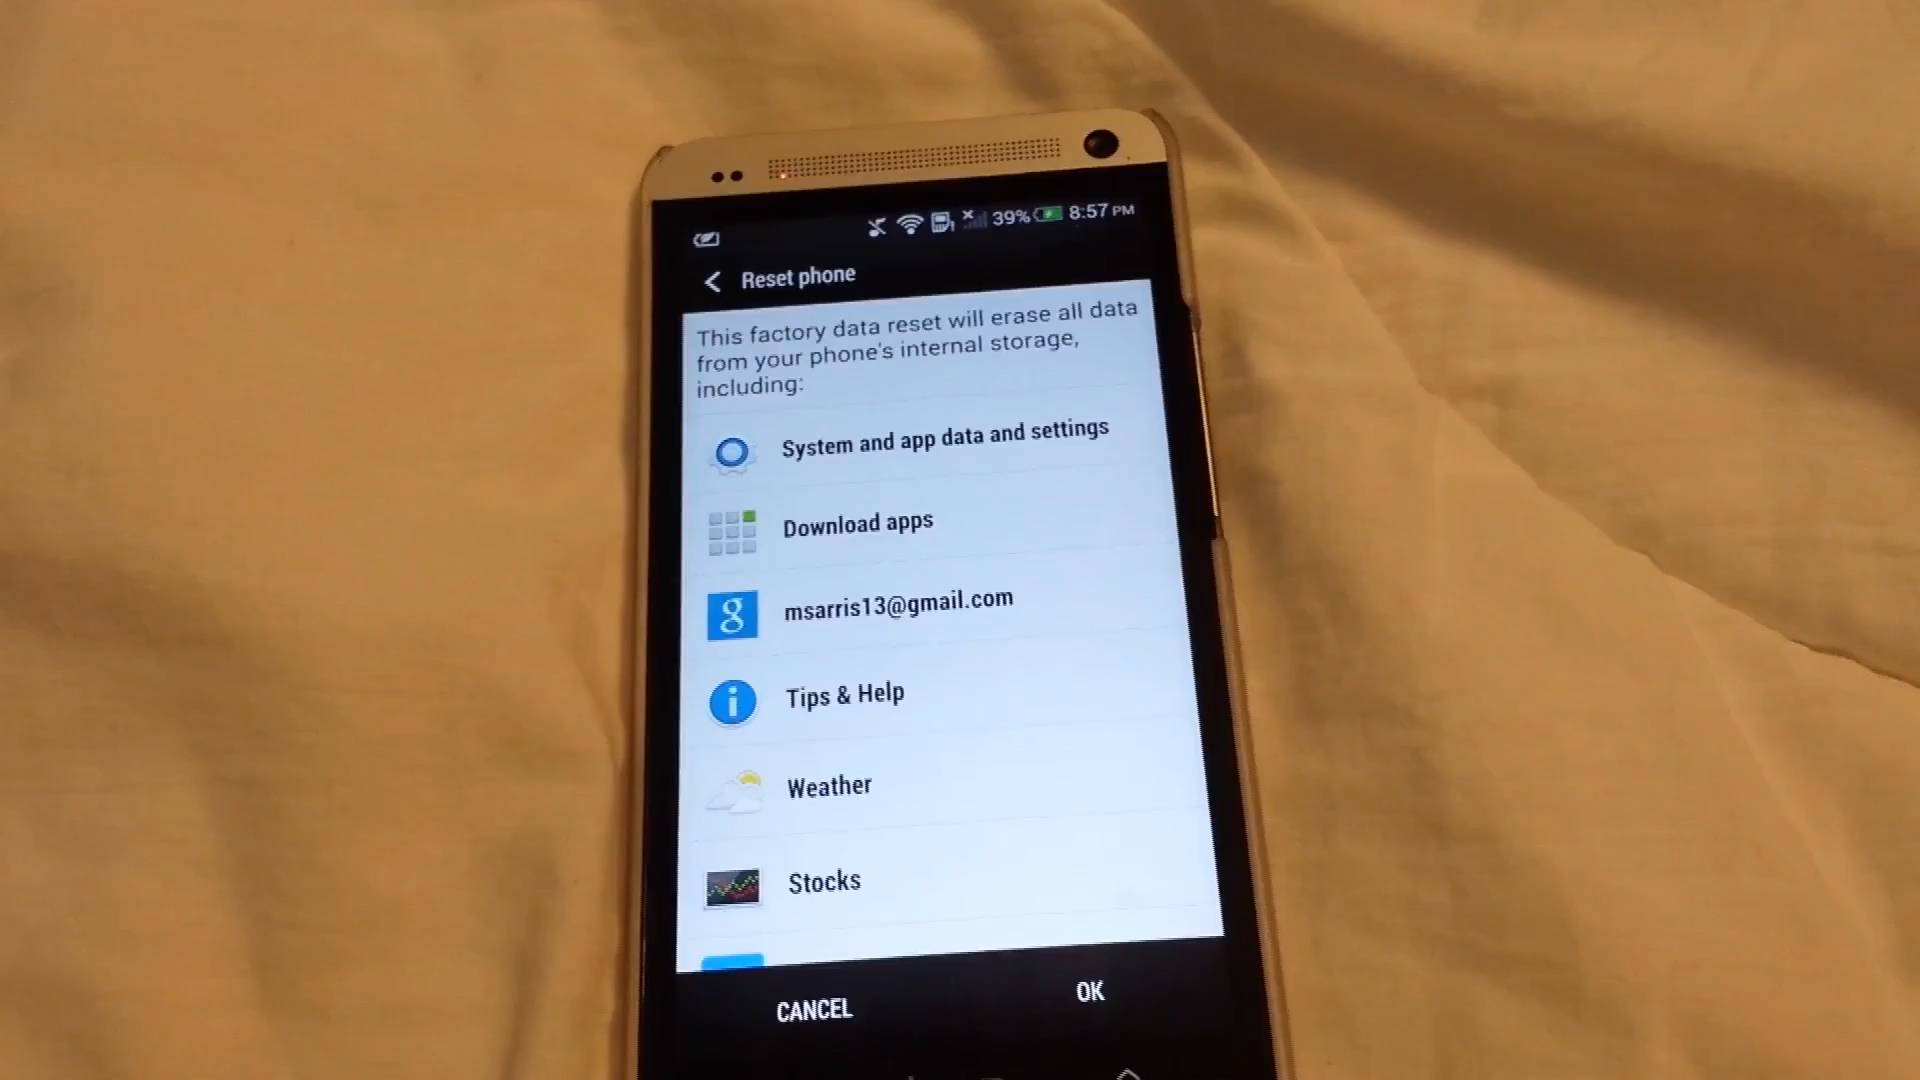 39% 8:57 PM
Reset phone
This factory data reset will erase all data
from your phone's internal storage,
including:
System and app data and settings
Download apps
g msarris13@gmail.com
i Tips & Help
Weather
Stocks
CANCEL OK